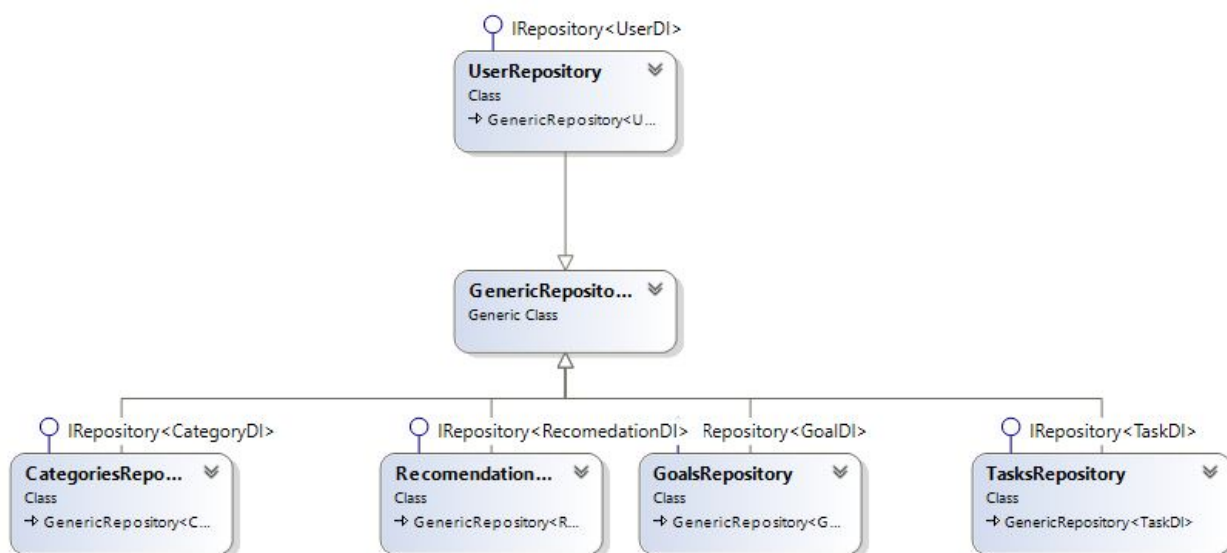 IRepository<UserDI>
UserRepository
Class
GenericRepository<U...
GenericReposito...
Generic Class
IRepository<CategoryDI>
IRepository<RecomedationDI>
Repository<GoalDI>
IRepository<TaskDI>
CategoriesRepo...
Class
GenericRepository<C...
Recomendation...
Class
GenericRepository<R...
GoalsRepository
Class
GenericRepository<G...
TasksRepository
Class
GenericRepository<TaskDI>